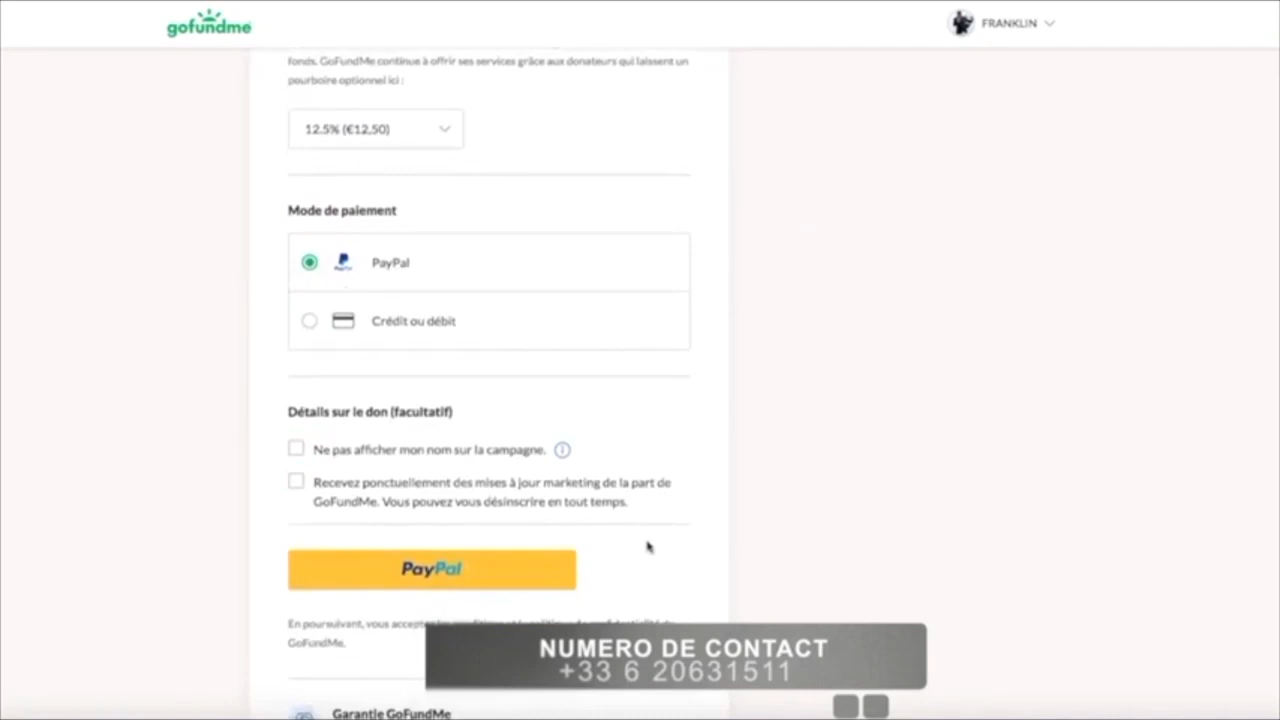 gofundme
FRANKLIN
fonds. GoFundMe continue à offrir ses services grâce aux donateurs qui laissent un
pourboire optionnel ici :
12.5% (€12,50)
Mode de paiement
PayPal
PayPal
Crédit ou débit
Détails sur le don (facultatif)
Ne pas afficher mon nom sur la campagne.
Recevez ponctuellement des mises à jour marketing de la part de
GoFundMe. Vous pouvez vous désinscrire en tout temps.
PayPal
En poursuivant, vous acceptez
GoFundMe.
NUMERO DE CONTACT
+33 6 20631511
Garantie GoFundMe